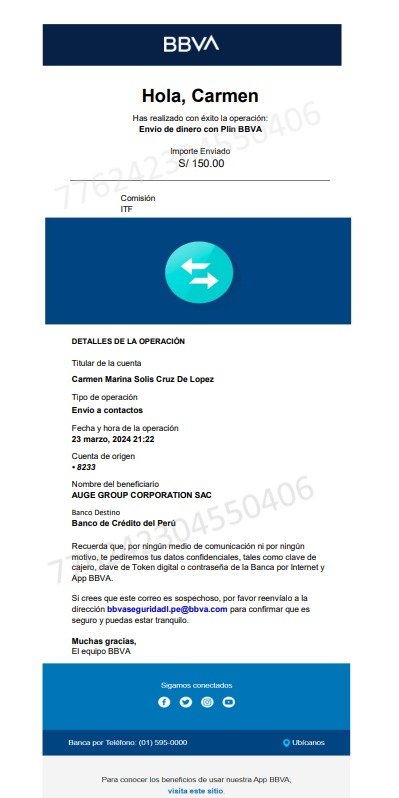 BBVA
Hola, Carmen
Has realizado con éxito la operación:
Envio de dinero con Plin BBVA
Importe Enviado
S/ 150.00
776242304550406
Comisión
ITF
DETALLES DE LA OPERACIÓN
Titular de la cuenta
Carmen Marina Solis Cruz De Lopez
Tipo de operación
Envio a contactos
Fecha y hora de la operación
23 marzo, 2024 21:22
Cuenta de origen
• 8233
Nombre del beneficiario
AUGE GROUP CORPORATION SAC
Banco Destino
Banco de Crédito del Perú
776242304550406
Recuerda que, por ningún medio de comunicación ni por ningún
motivo, te pediremos tus datos confidenciales, tales como clave de
cajero, clave de Token digital o contraseña de la Banca por Internet y
App BBVA.
Si crees que este correo es sospechoso, por favor reenvíalo a la
dirección bbvaseguridadl.pe@bbva.com para confirmar que es
seguro y puedas estar tranquilo.
Muchas gracias,
El equipo BBVA
Sigamos conectados
Banca por Teléfono: (01) 595-0000
Ubícanos
Para conocer los beneficios de usar nuestra App BBVA,
visita este sitio.